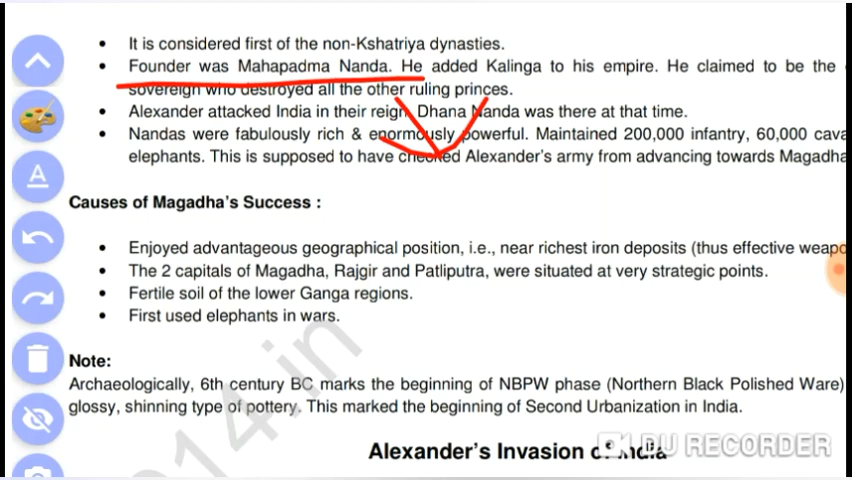 It is considered first of the non-Kshatriya dynasties.
Founder was Mahapadma Nanda. He added Kalinga to his empire. He claimed to be the
sovereign who destroyed all the other ruling princes.
Alexander attacked India in their reign. Dhana Nanda was there at that time.
Nandas were fabulously rich & enormously powerful. Maintained 200,000 infantry, 60,000
elephants. This is supposed to have checked Alexander's army from advancing towards Magadha
Causes of Magadha's Success :
Enjoyed advantageous geographical position, i.e., near richest iron deposits (thus effective
The 2 capitals of Magadha, Rajgir and Patliputra, were situated at very strategic points.
Fertile soil of the lower Ganga regions.
First used elephants in wars.
Note:
Archaeologically, 6th century BC marks the beginning of NBPW phase (Northern Black Polished Ware)
glossy, shinning type of pottery. This marked the beginning of Second Urbanization in India.
Alexander's Invasion of India
DU RECORDER
014.in
A